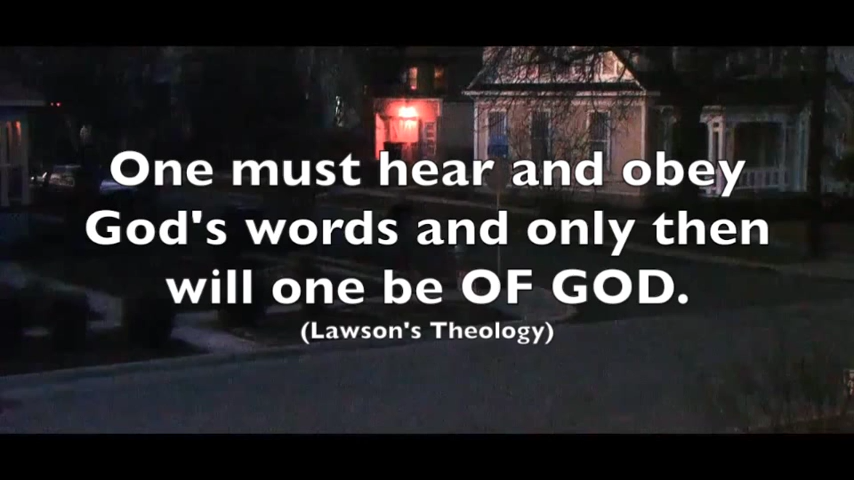 One must hear and obey
God's words and only then
will one be OF GOD.
(Lawson's Theology)